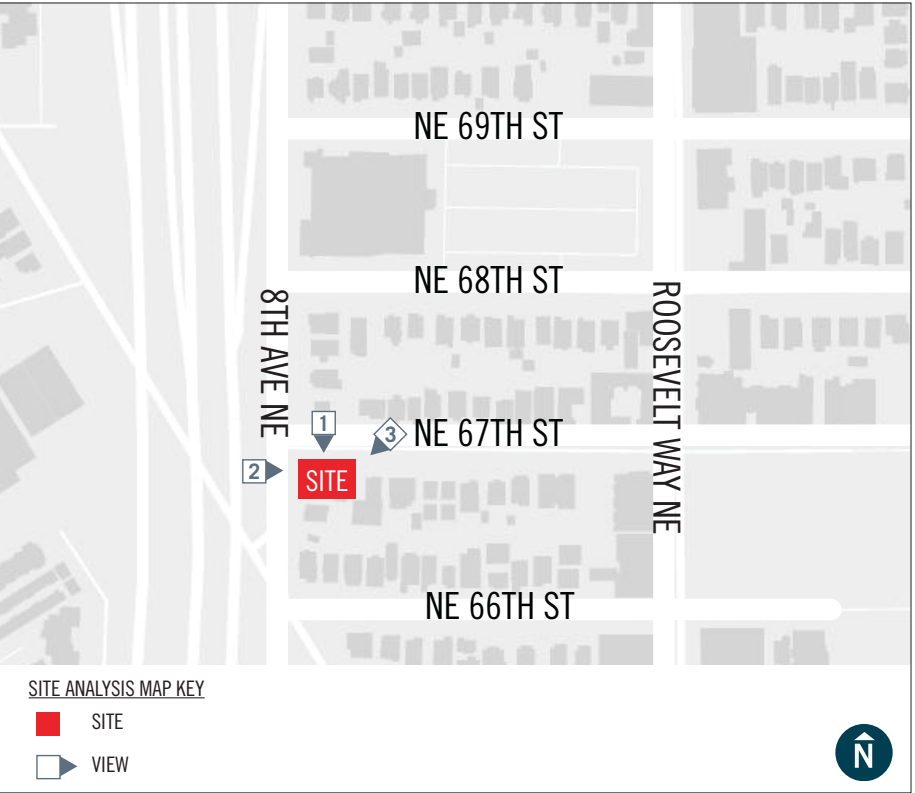 NE 69TH ST
NE 68TH ST
8TH AVE NE
ROOSEVELT WAY NE
1
3
NE 67TH ST
2
SITE
NE 66TH ST
SITE ANALYSIS MAP KEY
SITE
VIEW
N